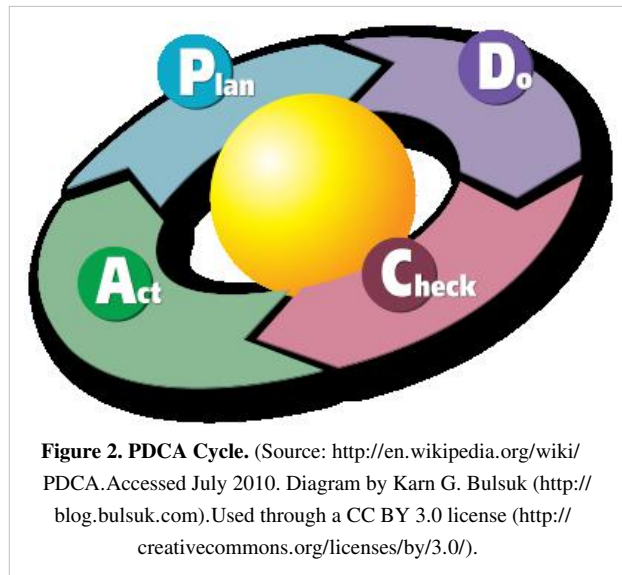 Plan
Do
Check
Act
Figure 2. PDCA Cycle. (Source: http://en.wikipedia.org/wiki/
PDCA.Accessed July 2010. Diagram by Karn G. Bulsuk (http://
blog.bulsuk.com).Used through a CC BY 3.0 license (http://
creativecommons.org/licenses/by/3.0/).